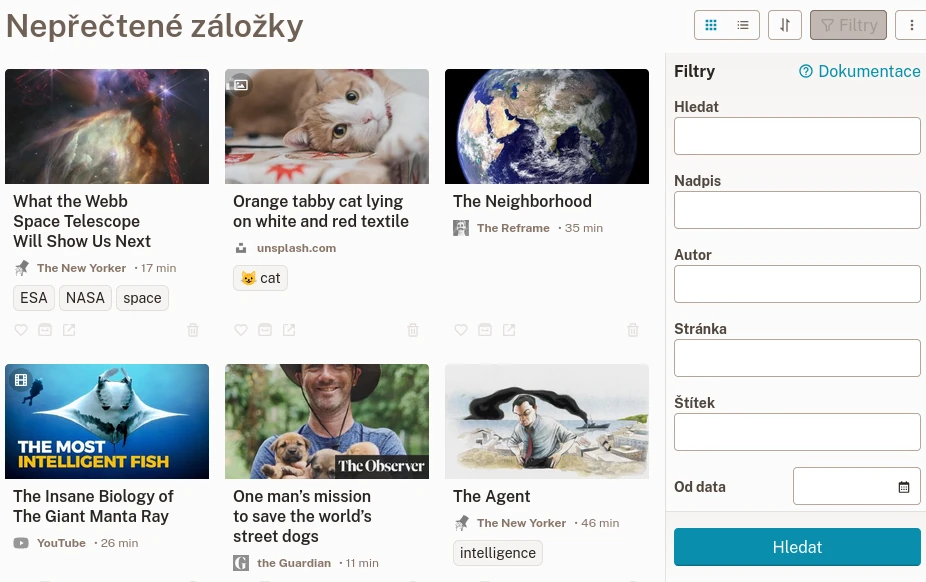 Nepřečtené záložky
Filtry
Filtry
Dokumentace
Hledat
Nadpis
Autor
Stránka
Štítek
Od data
Hledat
What the Webb
Space Telescope
Will Show Us Next
The New Yorker • 17 min
ESA NASA space
Orange tabby cat lying
on white and red textile
unsplash.com
😺 cat
The Neighborhood
The Reframe • 35 min
THE MOST
INTELLIGENT FISH
The Insane Biology of
The Giant Manta Ray
YouTube • 26 min
The Observer
One man’s mission
to save the world’s
street dogs
the Guardian • 11 min
The Agent
The New Yorker • 46 min
intelligence